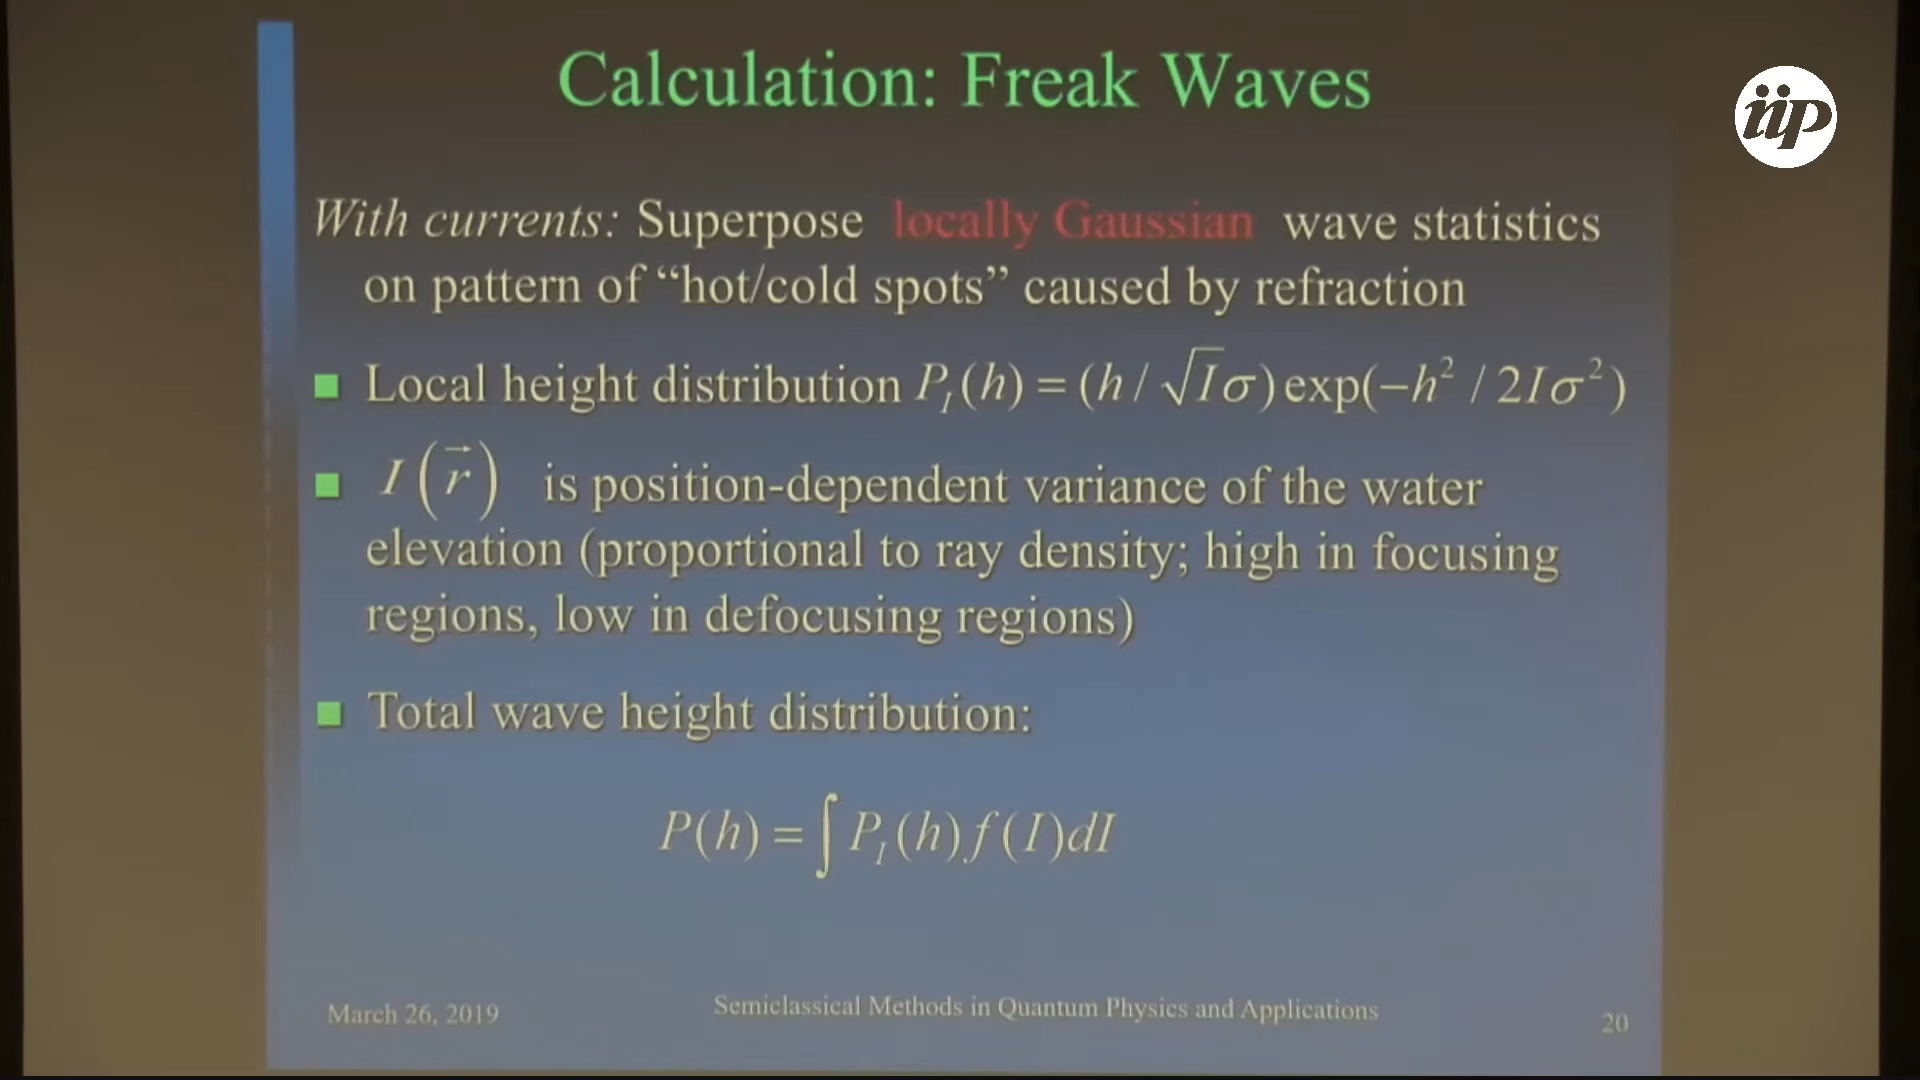 iip
Calculation: Freak Waves
With currents: Superpose locally Gaussian wave statistics
on pattern of “hot/cold spots” caused by refraction
■ Local height distribution P_I(h) = (h / √I σ) exp(−h² / 2Iσ²)
■ I(r⃗) is position-dependent variance of the water
elevation (proportional to ray density; high in focusing
regions, low in defocusing regions)
■ Total wave height distribution:
P(h) = ∫ P_I(h) f(I) dI
March 26, 2019
Semiclassical Methods in Quantum Physics and Applications
20